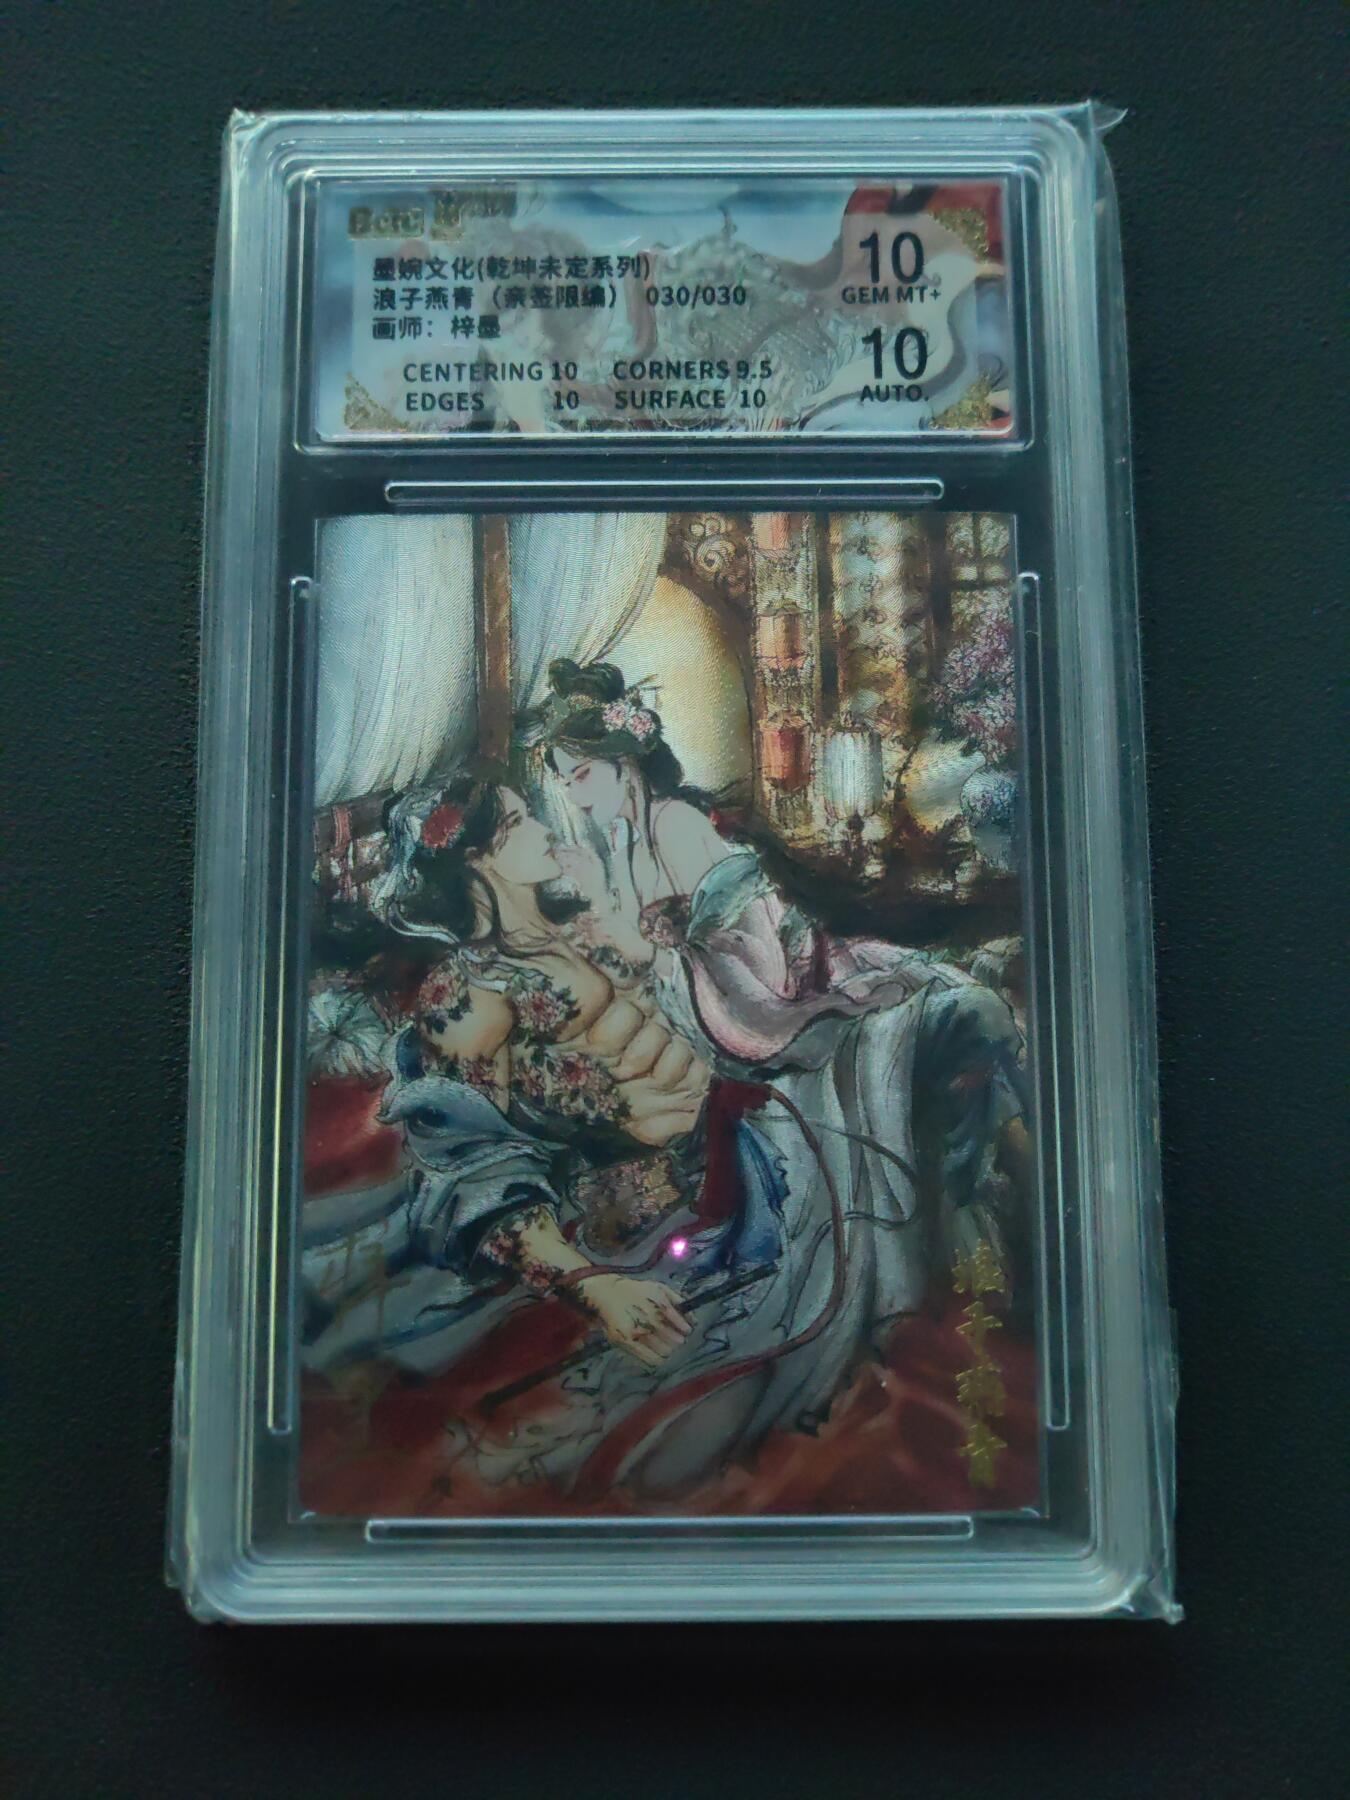 墨婉文化(乾坤未定系列)
浪子燕青（亲签限编） 030/030
画师：梓墨
CENTERING 10 CORNERS 9.5
EDGES 10 SURFACE 10
10
GEM MT+
10
AUTO.
浪子燕青